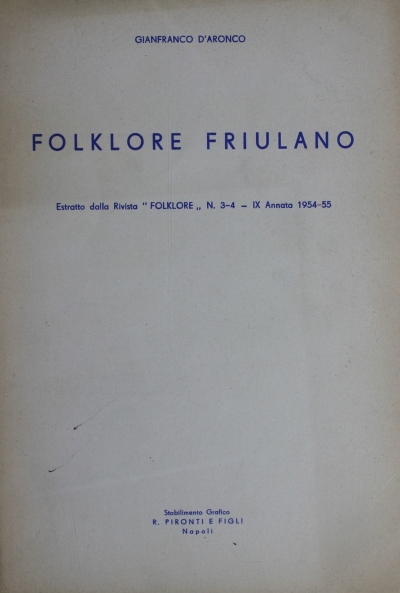 GIANFRANCO D'ARONCO
FOLKLORE FRIULANO
Estratto dalla Rivista " FOLKLORE „ N. 3-4 - IX Annata 1954-55
Stabilimento Grafico
R. PIRONTI E FIGLI
Napoli